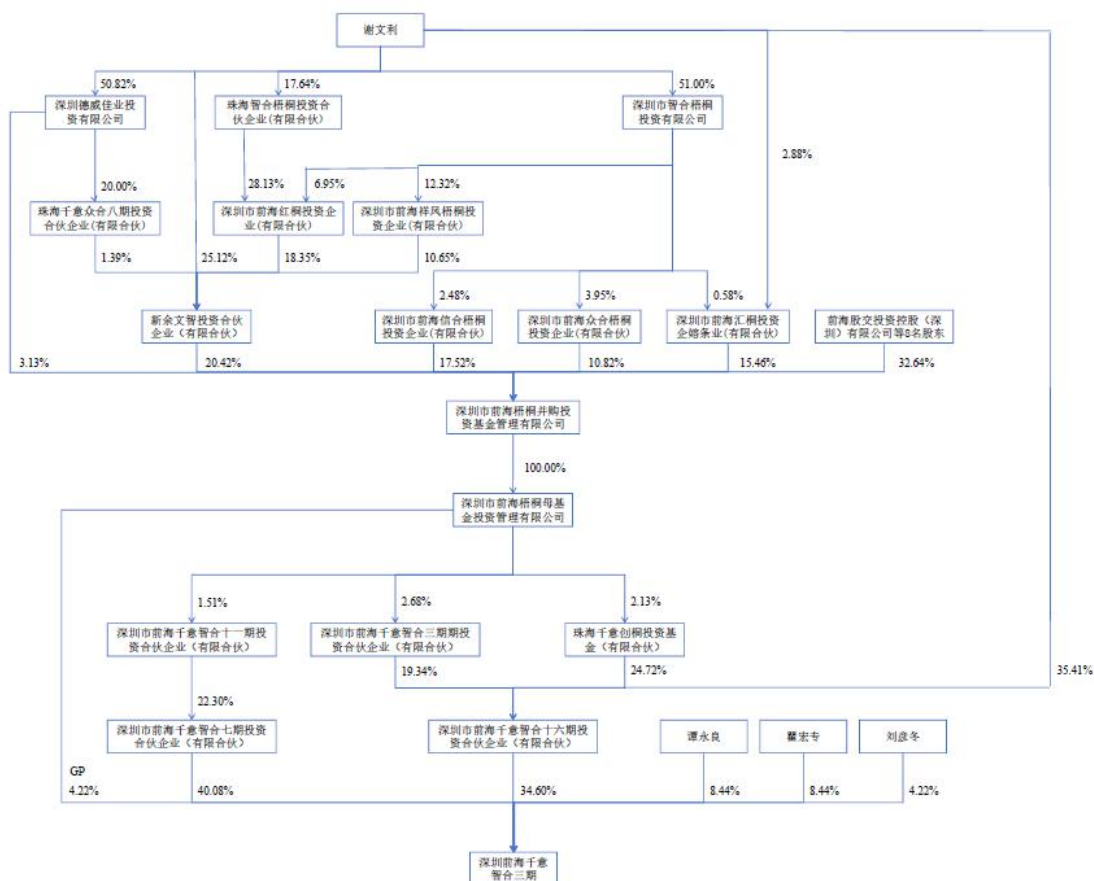 谢文利
50.82%
17.64%
51.00%
深圳德威佳业投
资有限公司
珠海智合梧桐投资合
伙企业(有限合伙)
深圳市智合梧桐
投资有限公司
2.88%
20.00%
28.13%
6.95%
12.32%
珠海千意众合八期投资
合伙企业(有限合伙)
深圳市前海红桐投资企
业(有限合伙)
深圳市前海祥风梧桐投
资企业(有限合伙)
1.39%
25.12%
18.35%
10.65%
2.48%
3.95%
0.58%
新余文智投资合伙
企业（有限合伙）
深圳市前海信合梧桐
投资企业(有限合伙)
深圳市前海众合梧桐
投资企业(有限合伙)
深圳市前海汇桐投资
企嫆条业(有限合伙)
前海股交投资控股（深
圳）有限公司等8名股东
3.13%
20.42%
17.52%
10.82%
15.46%
32.64%
深圳市前海梧桐并购投
资基金管理有限公司
100.00%
深圳市前海梧桐母基
金投资管理有限公司
1.51%
2.68%
2.13%
深圳市前海千意智合十一期投
资合伙企业（有限合伙）
深圳市前海千意智合三期期投
资合伙企业（有限合伙）
珠海千意创桐投资基
金（有限合伙）
19.34%
24.72%
35.41%
22.30%
深圳市前海千意智合七期投资
合伙企业（有限合伙）
深圳市前海千意智合十六期投
资合伙企业（有限合伙）
谭永良
瞿宏专
刘彦冬
GP
4.22%
40.08%
34.60%
8.44%
8.44%
4.22%
深圳前海千意
智合三期